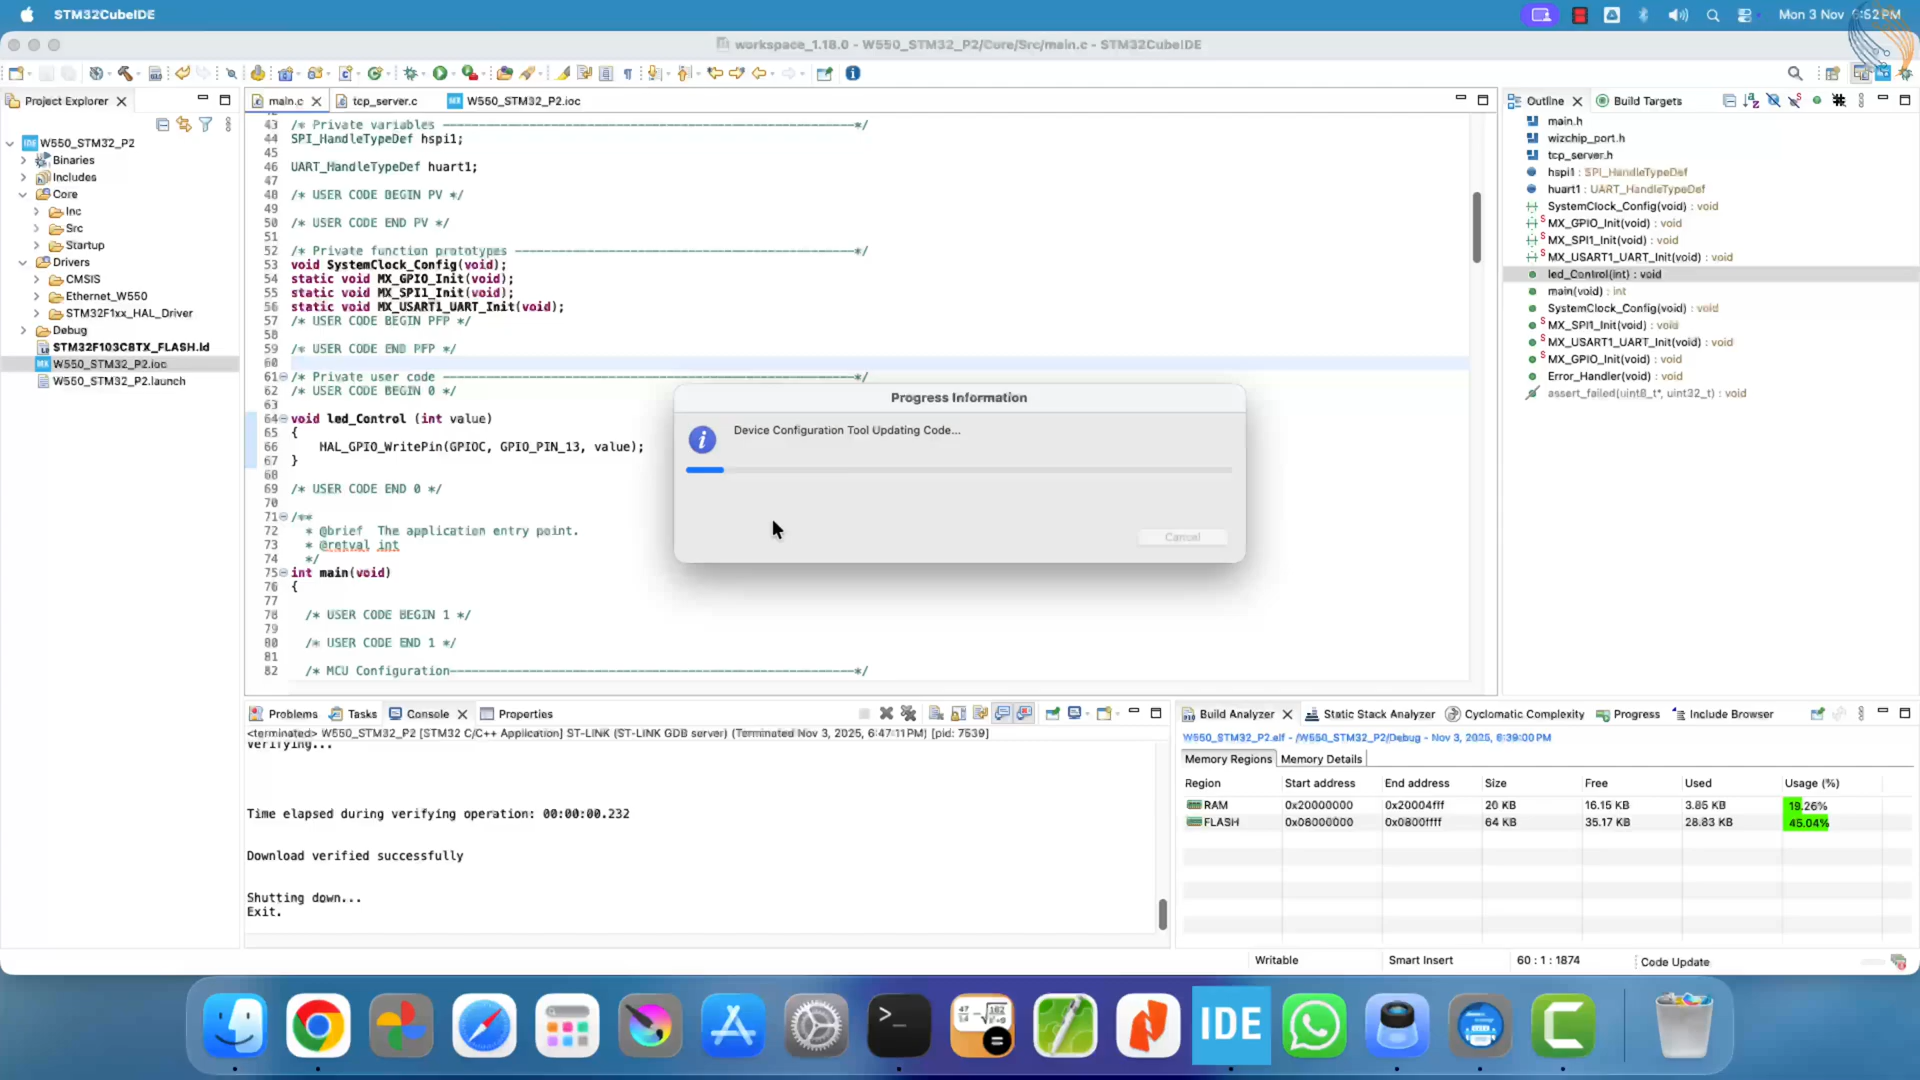 STM32CubeIDE
Mon 3 Nov 6:52PM
workspace_1.18.0 - W550_STM32_P2/Core/Src/main.c - STM32CubeIDE
Project Explorer
W550_STM32_P2
Binaries
Includes
Core
Inc
Src
Startup
Drivers
CMSIS
Ethernet_W550
STM32F1xx_HAL_Driver
Debug
STM32F103C8TX_FLASH.ld
W550_STM32_P2.ioc
W550_STM32_P2.launch
main.c
tcp_server.c
W550_STM32_P2.ioc
43 /* Private variables ---------------------------------------------------------*/
44 SPI_HandleTypeDef hspi1;
45
46 UART_HandleTypeDef huart1;
47
48 /* USER CODE BEGIN PV */
49
50 /* USER CODE END PV */
51
52 /* Private function prototypes -----------------------------------------------*/
53 void SystemClock_Config(void);
54 static void MX_GPIO_Init(void);
55 static void MX_SPI1_Init(void);
56 static void MX_USART1_UART_Init(void);
57 /* USER CODE BEGIN PFP */
58
59 /* USER CODE END PFP */
60
61 /* Private user code ---------------------------------------------------------*/
62 /* USER CODE BEGIN 0 */
63
64 void led_Control (int value)
65 {
66 HAL_GPIO_WritePin(GPIOC, GPIO_PIN_13, value);
67 }
68
69 /* USER CODE END 0 */
70
71 /**
72 * @brief The application entry point.
73 * @retval int
74 */
75 int main(void)
76 {
77
78 /* USER CODE BEGIN 1 */
79
80 /* USER CODE END 1 */
81
82 /* MCU Configuration--------------------------------------------------------*/
Progress Information
Device Configuration Tool Updating Code...
Cancel
Outline
Build Targets
main.h
wizchip_port.h
tcp_server.h
hspi1 : SPI_HandleTypeDef
huart1 : UART_HandleTypeDef
SystemClock_Config(void) : void
MX_GPIO_Init(void) : void
MX_SPI1_Init(void) : void
MX_USART1_UART_Init(void) : void
led_Control(int) : void
main(void) : int
SystemClock_Config(void) : void
MX_SPI1_Init(void) : void
MX_USART1_UART_Init(void) : void
MX_GPIO_Init(void) : void
Error_Handler(void) : void
assert_failed(uint8_t*, uint32_t) : void
Problems
Tasks
Console
Properties
<terminated> W550_STM32_P2 [STM32 C/C++ Application] ST-LINK (ST-LINK GDB server) (Terminated Nov 3, 2025, 6:47:11PM) [pid: 7539]
Verifying...
Time elapsed during verifying operation: 00:00:00.232
Download verified successfully
Shutting down...
Exit.
Build Analyzer
Static Stack Analyzer
Cyclomatic Complexity
Progress
Include Browser
W550_STM32_P2.elf - /W550_STM32_P2/Debug - Nov 3, 2025, 6:39:00 PM
Memory Regions
Memory Details
Region Start address End address Size Free Used Usage (%)
RAM 0x20000000 0x20004fff 20 KB 16.15 KB 3.85 KB 19.26%
FLASH 0x08000000 0x0800ffff 64 KB 35.17 KB 28.83 KB 45.04%
Writable
Smart Insert
60 : 1 : 1874
Code Update
IDE